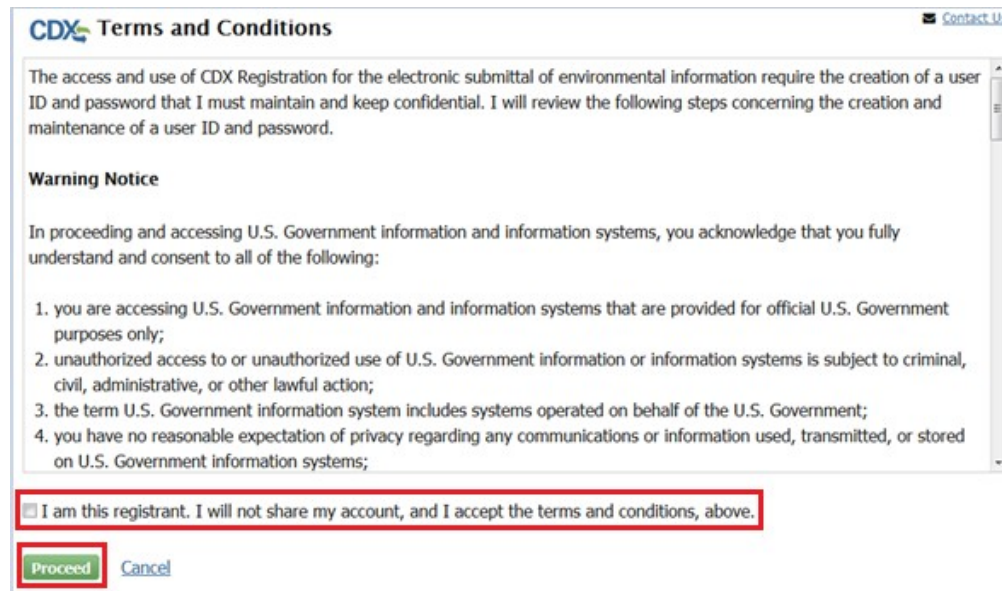 CDX Terms and Conditions
Contact U
The access and use of CDX Registration for the electronic submittal of environmental information require the creation of a user
ID and password that I must maintain and keep confidential. I will review the following steps concerning the creation and
maintenance of a user ID and password.
Warning Notice
In proceeding and accessing U.S. Government information and information systems, you acknowledge that you fully
understand and consent to all of the following:
1. you are accessing U.S. Government information and information systems that are provided for official U.S. Government
purposes only;
2. unauthorized access to or unauthorized use of U.S. Government information or information systems is subject to criminal,
civil, administrative, or other lawful action;
3. the term U.S. Government information system includes systems operated on behalf of the U.S. Government;
4. you have no reasonable expectation of privacy regarding any communications or information used, transmitted, or stored
on U.S. Government information systems;
I am this registrant. I will not share my account, and I accept the terms and conditions, above.
Proceed Cancel